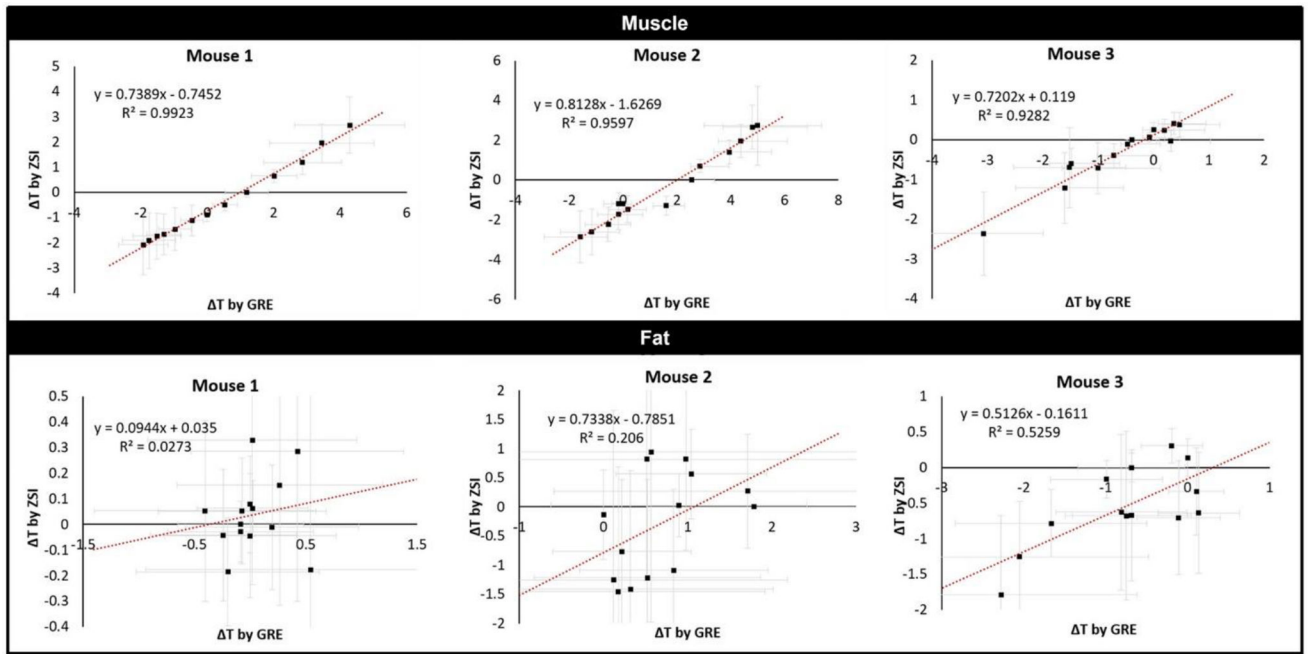 Muscle
Mouse 1
y = 0.7389x - 0.7452
R² = 0.9923
5
4
3
2
1
0
-1
-2
-3
-4
-4
-2
0
2
4
6
ΔT by ZSI
ΔT by GRE
Mouse 2
y = 0.8128x - 1.6269
R² = 0.9597
6
4
2
0
-2
-4
-6
-4
-2
0
2
4
6
8
ΔT by ZSI
ΔT by GRE
Mouse 3
y = 0.7202x + 0.119
R² = 0.9282
2
1
0
-1
-2
-3
-4
-4
-3
-2
-1
0
1
2
ΔT by ZSI
ΔT by GRE
Fat
Mouse 1
y = 0.0944x + 0.035
R² = 0.0273
0.5
0.4
0.3
0.2
0.1
0
-0.1
-0.2
-0.3
-0.4
-1.5
-0.5
0.5
1.5
ΔT by ZSI
ΔT by GRE
Mouse 2
y = 0.7338x - 0.7851
R² = 0.206
2
1.5
1
0.5
0
-0.5
-1
-1.5
-2
-1
0
1
2
3
ΔT by ZSI
ΔT by GRE
Mouse 3
y = 0.5126x - 0.1611
R² = 0.5259
1
0.5
0
-0.5
-1
-1.5
-2
-3
-2
-1
0
1
ΔT by ZSI
ΔT by GRE